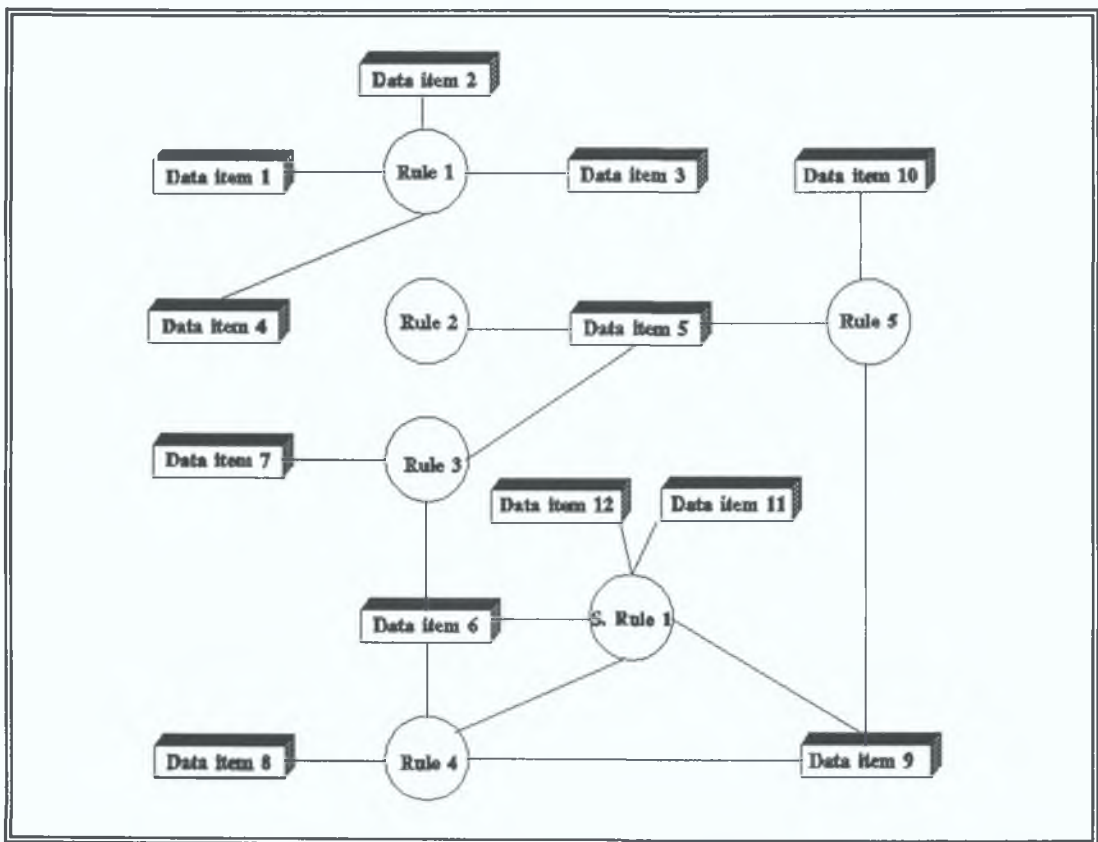 Data item 2
Data item 1
Rule 1
Data item 3
Data item 10
Data item 4
Rule 2
Data item 5
Rule 5
Data item 7
Rule 3
Data item 12
Data item 11
Data item 6
S. Rule 1
Data item 8
Rule 4
Data item 9